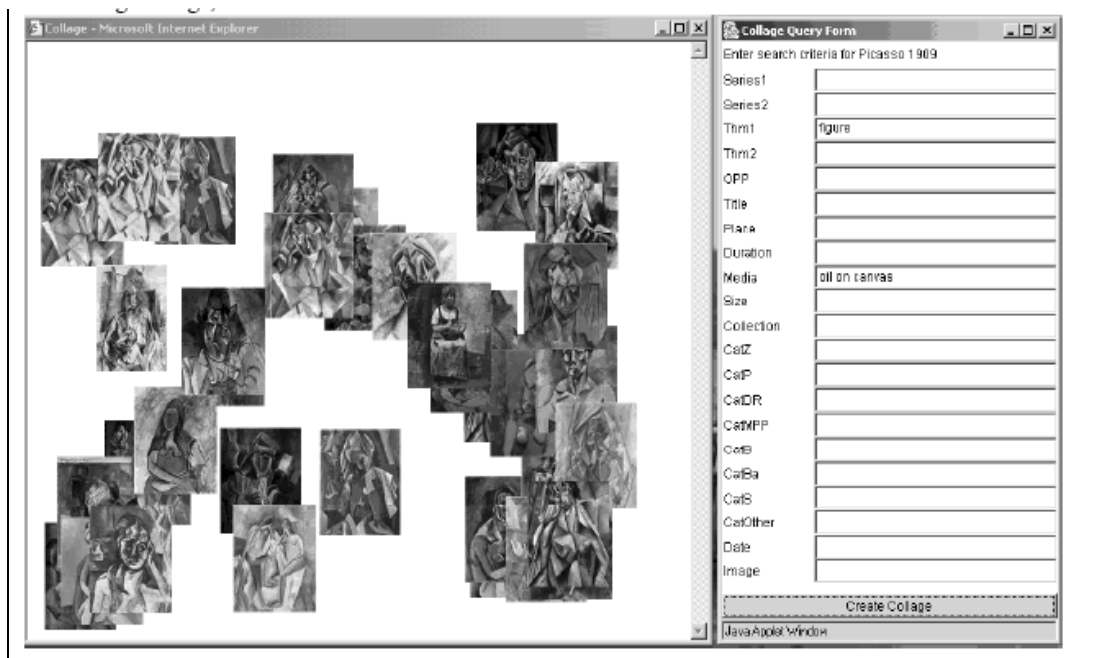 Collage - Microsoft Internet Explorer
Collage Query Form
Enter search criteria for Picasso 1909
Series1
Series2
Thm1 figure
Thm2
OPP
Title
Place
Duration
Media oil on canvas
Size
Collection
CatZ
CatP
CatDR
CatMPP
CatB
CatBa
CatS
CatOther
Date
Image
Create Collage
Java Applet Window